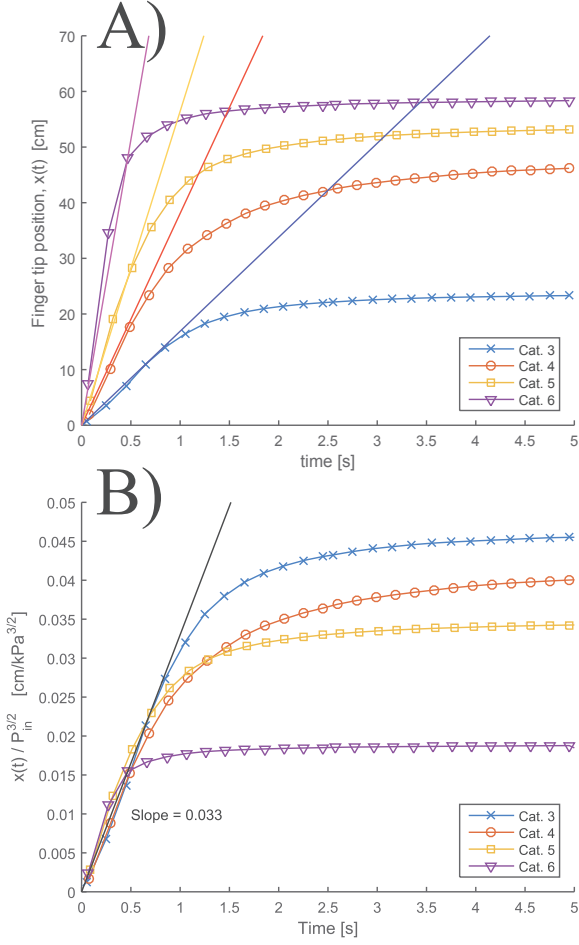 A)
70
60
50
40
30
20
10
0
Finger tip position, x(t) [cm]
0 0.5 1 1.5 2 2.5 3 3.5 4 4.5 5
time [s]
Cat. 3
Cat. 4
Cat. 5
Cat. 6
B)
0.05
0.045
0.04
0.035
0.03
0.025
0.02
0.015
0.01
0.005
0
x(t) / P_in^3/2 [cm/kPa^3/2]
Slope = 0.033
0 0.5 1 1.5 2 2.5 3 3.5 4 4.5 5
Time [s]
Cat. 3
Cat. 4
Cat. 5
Cat. 6